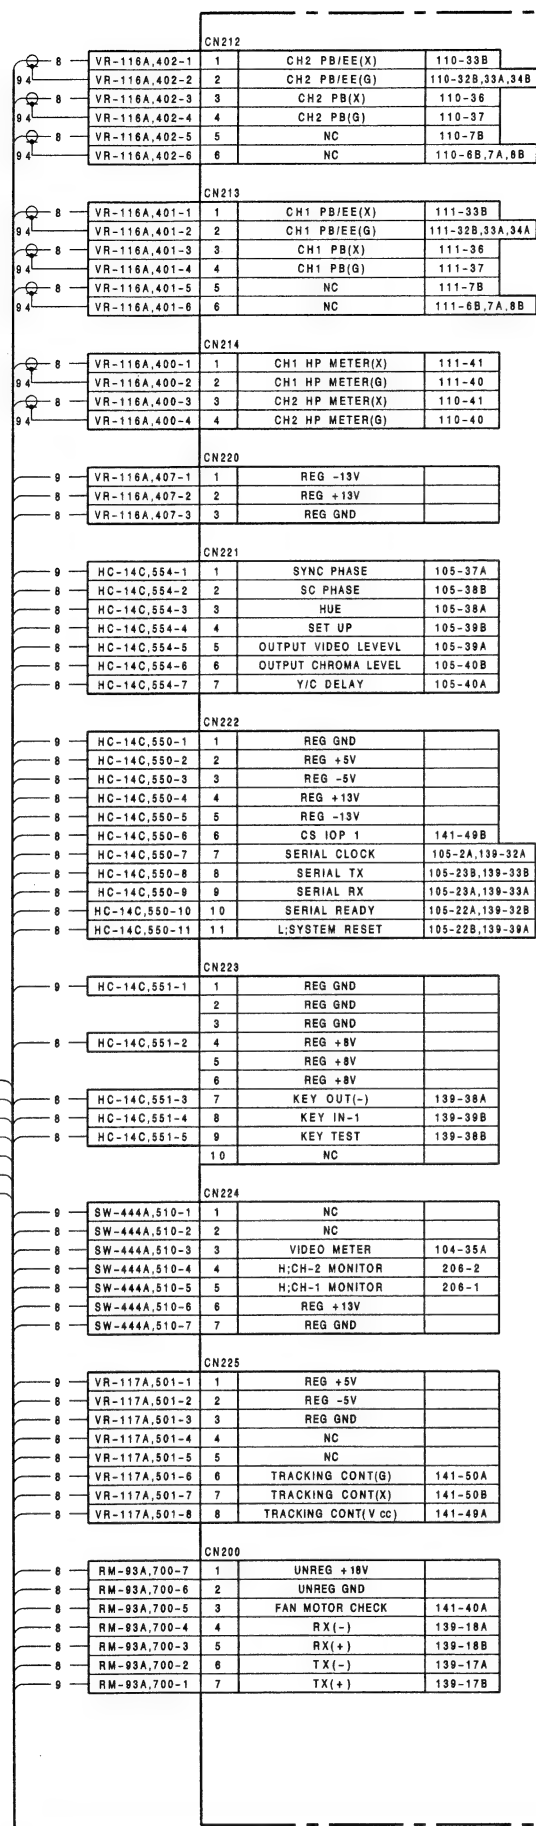 CN212
8 VR-116A,402-1 1 CH2 PB/EE(X) 110-33B
94 VR-116A,402-2 2 CH2 PB/EE(G) 110-32B,33A,34B
8 VR-116A,402-3 3 CH2 PB(X) 110-36
94 VR-116A,402-4 4 CH2 PB(G) 110-37
8 VR-116A,402-5 5 NC 110-7B
94 VR-116A,402-6 6 NC 110-6B,7A,8B
CN213
8 VR-116A,401-1 1 CH1 PB/EE(X) 111-33B
94 VR-116A,401-2 2 CH1 PB/EE(G) 111-32B,33A,34A
8 VR-116A,401-3 3 CH1 PB(X) 111-36
94 VR-116A,401-4 4 CH1 PB(G) 111-37
8 VR-116A,401-5 5 NC 111-7B
94 VR-116A,401-6 6 NC 111-6B,7A,8B
CN214
8 VR-116A,400-1 1 CH1 HP METER(X) 111-41
94 VR-116A,400-2 2 CH1 HP METER(G) 111-40
8 VR-116A,400-3 3 CH2 HP METER(X) 110-41
94 VR-116A,400-4 4 CH2 HP METER(G) 110-40
CN220
9 VR-116A,407-1 1 REG -13V
8 VR-116A,407-2 2 REG +13V
8 VR-116A,407-3 3 REG GND
CN221
9 HC-14C,554-1 1 SYNC PHASE 105-37A
8 HC-14C,554-2 2 SC PHASE 105-38B
8 HC-14C,554-3 3 HUE 105-38A
8 HC-14C,554-4 4 SET UP 105-39B
8 HC-14C,554-5 5 OUTPUT VIDEO LEVEVL 105-39A
8 HC-14C,554-6 6 OUTPUT CHROMA LEVEL 105-40B
8 HC-14C,554-7 7 Y/C DELAY 105-40A
CN222
9 HC-14C,550-1 1 REG GND
8 HC-14C,550-2 2 REG +5V
8 HC-14C,550-3 3 REG -5V
8 HC-14C,550-4 4 REG +13V
8 HC-14C,550-5 5 REG -13V
8 HC-14C,550-6 6 CS IOP 1 141-49B
8 HC-14C,550-7 7 SERIAL CLOCK 105-2A,139-32A
8 HC-14C,550-8 8 SERIAL TX 105-23B,139-33B
8 HC-14C,550-9 9 SERIAL RX 105-23A,139-33A
8 HC-14C,550-10 10 SERIAL READY 105-22A,139-32B
8 HC-14C,550-11 11 L;SYSTEM RESET 105-22B,139-39A
CN223
9 HC-14C,551-1 1 REG GND
2 REG GND
3 REG GND
8 HC-14C,551-2 4 REG +8V
5 REG +8V
6 REG +8V
8 HC-14C,551-3 7 KEY OUT(-) 139-38A
8 HC-14C,551-4 8 KEY IN-1 139-39B
8 HC-14C,551-5 9 KEY TEST 139-38B
10 NC
CN224
9 SW-444A,510-1 1 NC
8 SW-444A,510-2 2 NC
8 SW-444A,510-3 3 VIDEO METER 104-35A
8 SW-444A,510-4 4 H;CH-2 MONITOR 206-2
8 SW-444A,510-5 5 H;CH-1 MONITOR 206-1
8 SW-444A,510-6 6 REG +13V
8 SW-444A,510-7 7 REG GND
CN225
9 VR-117A,501-1 1 REG +5V
8 VR-117A,501-2 2 REG -5V
8 VR-117A,501-3 3 REG GND
8 VR-117A,501-4 4 NC
8 VR-117A,501-5 5 NC
8 VR-117A,501-6 6 TRACKING CONT(G) 141-50A
8 VR-117A,501-7 7 TRACKING CONT(X) 141-50B
8 VR-117A,501-8 8 TRACKING CONT(V cc) 141-49A
CN200
8 RM-93A,700-7 1 UNREG +18V
8 RM-93A,700-6 2 UNREG GND
8 RM-93A,700-5 3 FAN MOTOR CHECK 141-40A
8 RM-93A,700-4 4 RX(-) 139-18A
8 RM-93A,700-3 5 RX(+) 139-18B
8 RM-93A,700-2 6 TX(-) 139-17A
9 RM-93A,700-1 7 TX(+) 139-17B